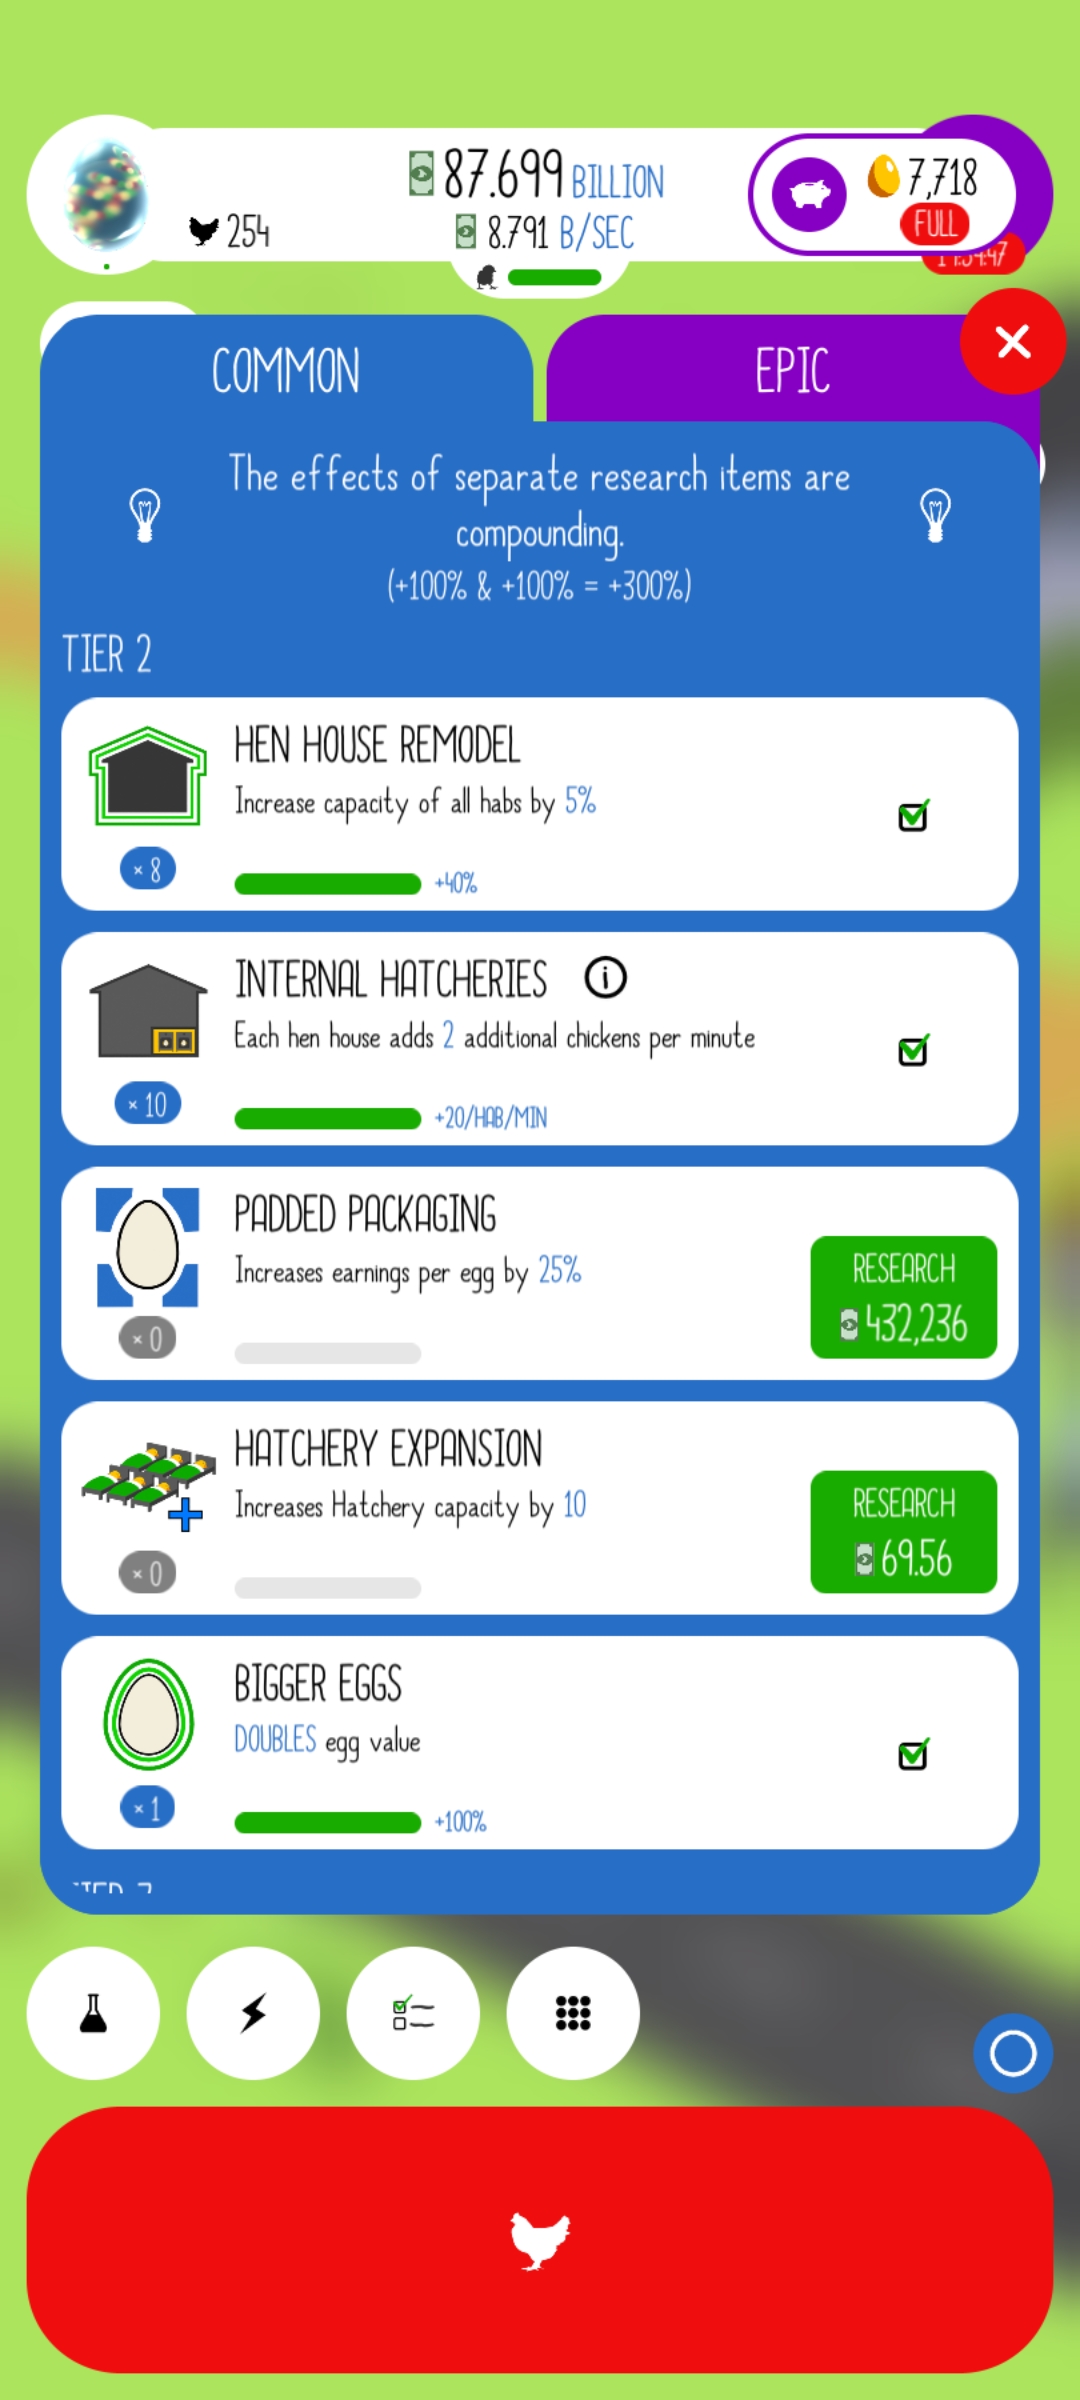 87.699 BILLION
254
8.791 B/SEC
7,718
FULL
COMMON
EPIC
The effects of separate research items are
compounding.
(+100% & +100% = +300%)
TIER 2
HEN HOUSE REMODEL
Increase capacity of all habs by 5%
× 8
+40%
INTERNAL HATCHERIES
Each hen house adds 2 additional chickens per minute
× 10
+20/HAB/MIN
PADDED PACKAGING
Increases earnings per egg by 25%
× 0
RESEARCH
432,236
HATCHERY EXPANSION
Increases Hatchery capacity by 10
× 0
RESEARCH
69.56
BIGGER EGGS
DOUBLES egg value
× 1
+100%